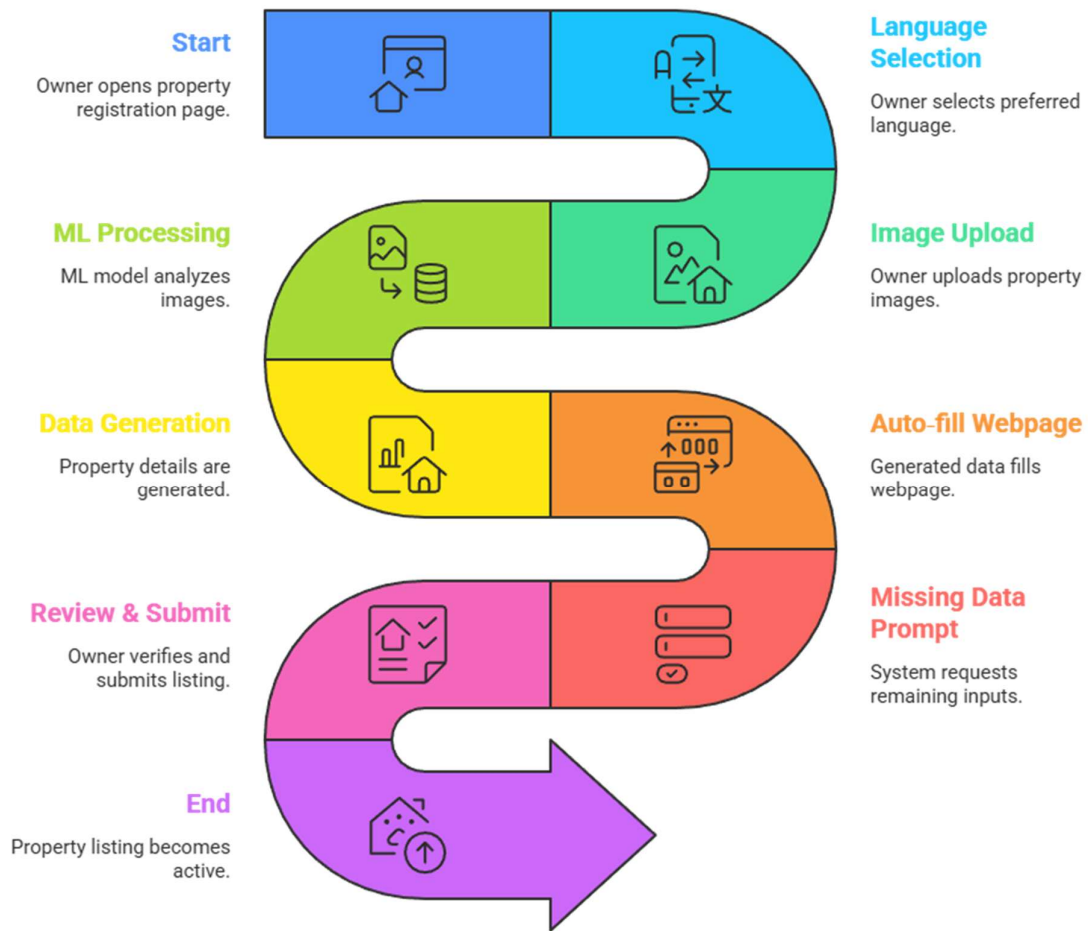 Start
Owner opens property
registration page.
Language
Selection
Owner selects preferred
language.
ML Processing
ML model analyzes
images.
Image Upload
Owner uploads property
images.
Data Generation
Property details are
generated.
Auto-fill Webpage
Generated data fills
webpage.
Review & Submit
Owner verifies and
submits listing.
Missing Data
Prompt
System requests
remaining inputs.
End
Property listing becomes
active.